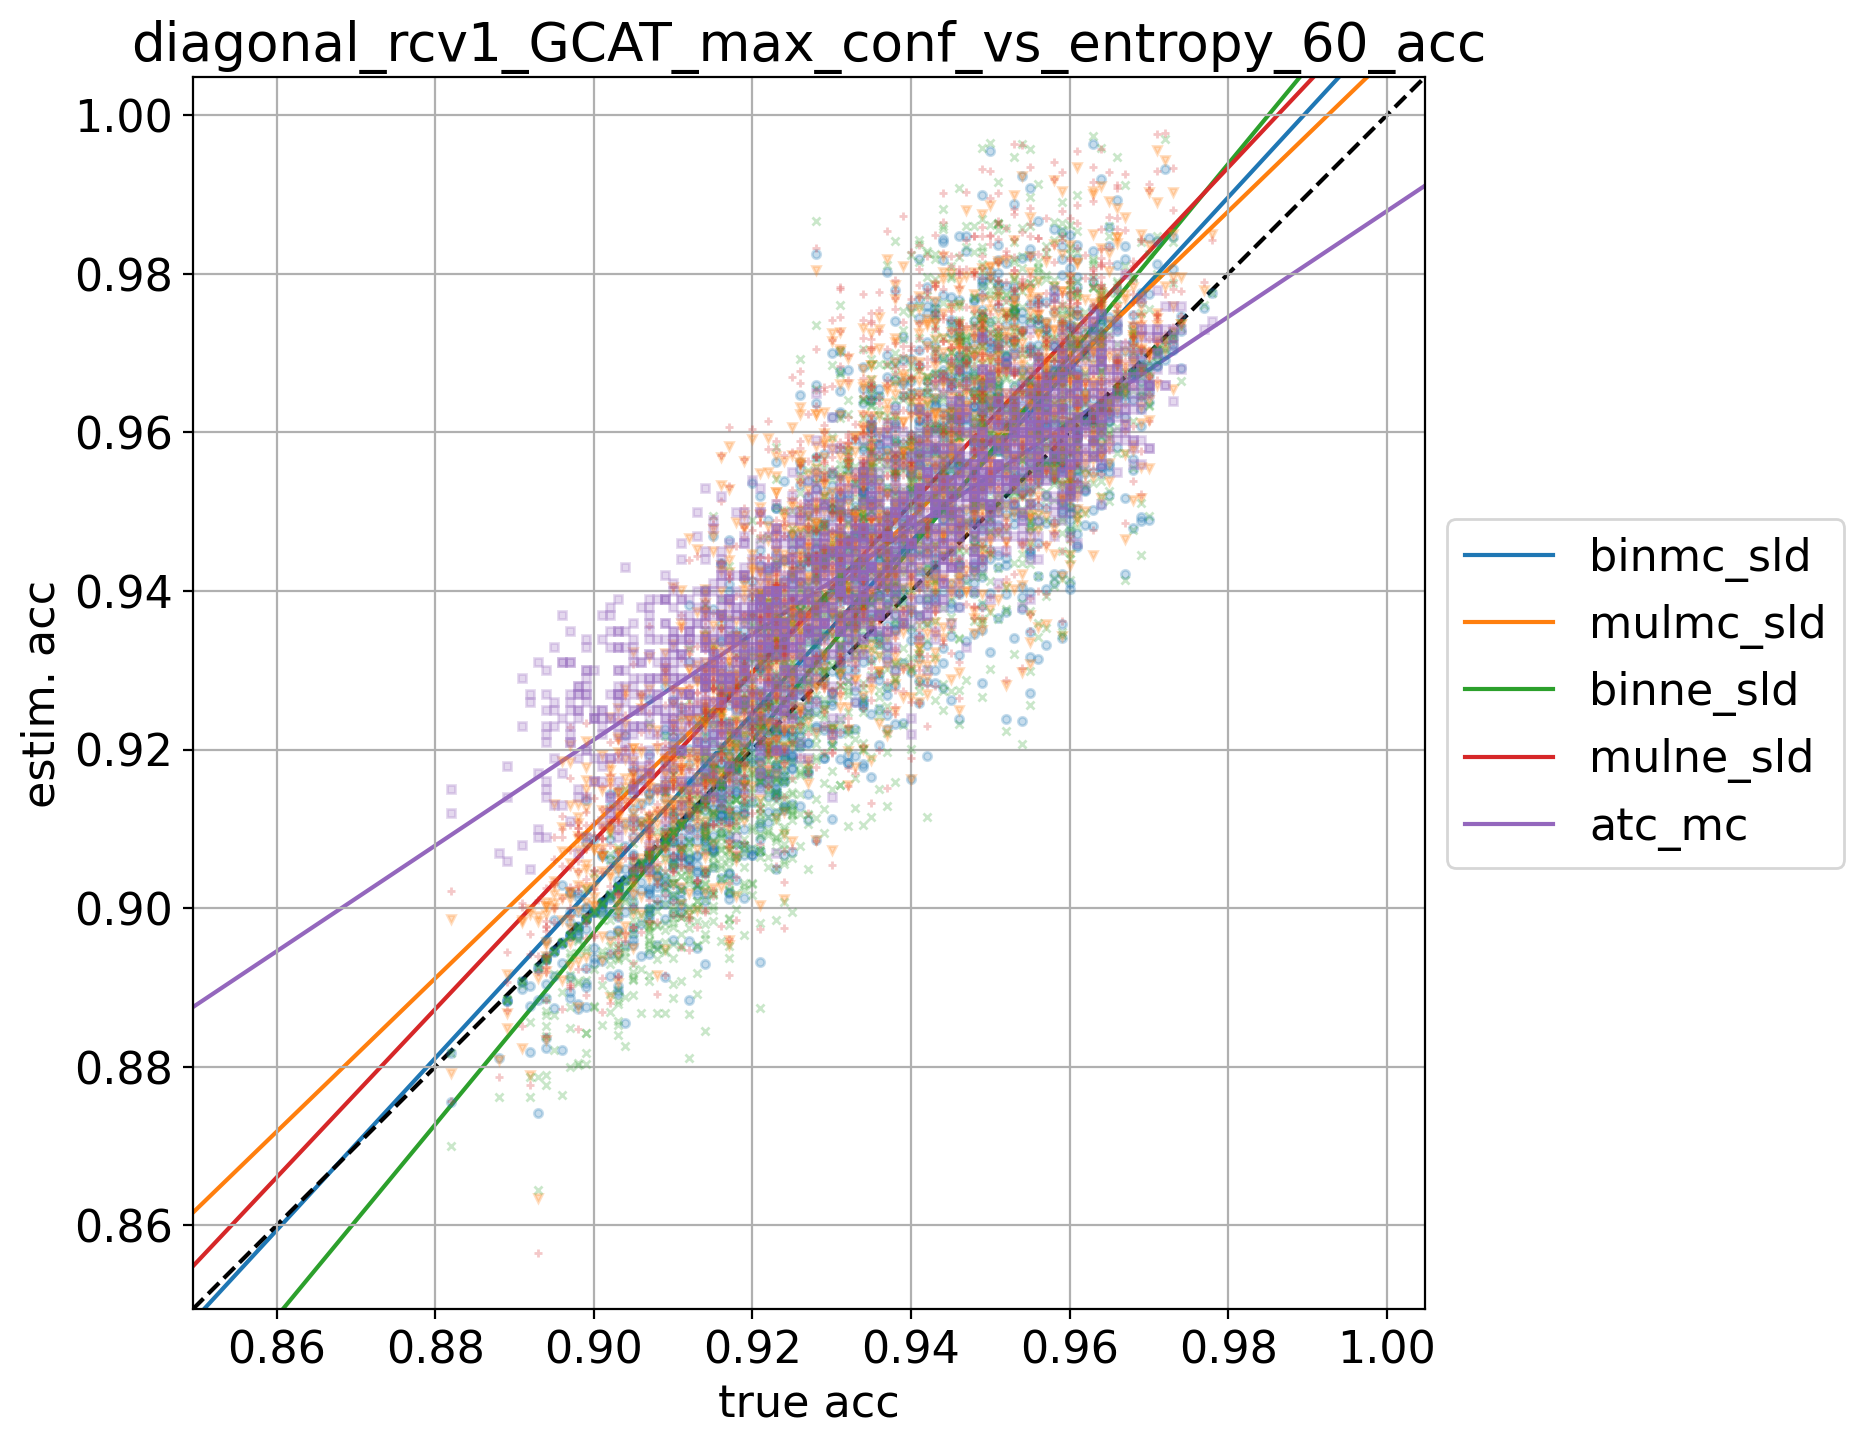 diagonal_rcv1_GCAT_max_conf_vs_entropy_60_acc
1.00
0.98
0.96
0.94
0.92
0.90
0.88
0.86
estim. acc
0.86 0.88 0.90 0.92 0.94 0.96 0.98 1.00
true acc
binmc_sld
mulmc_sld
binne_sld
mulne_sld
atc_mc